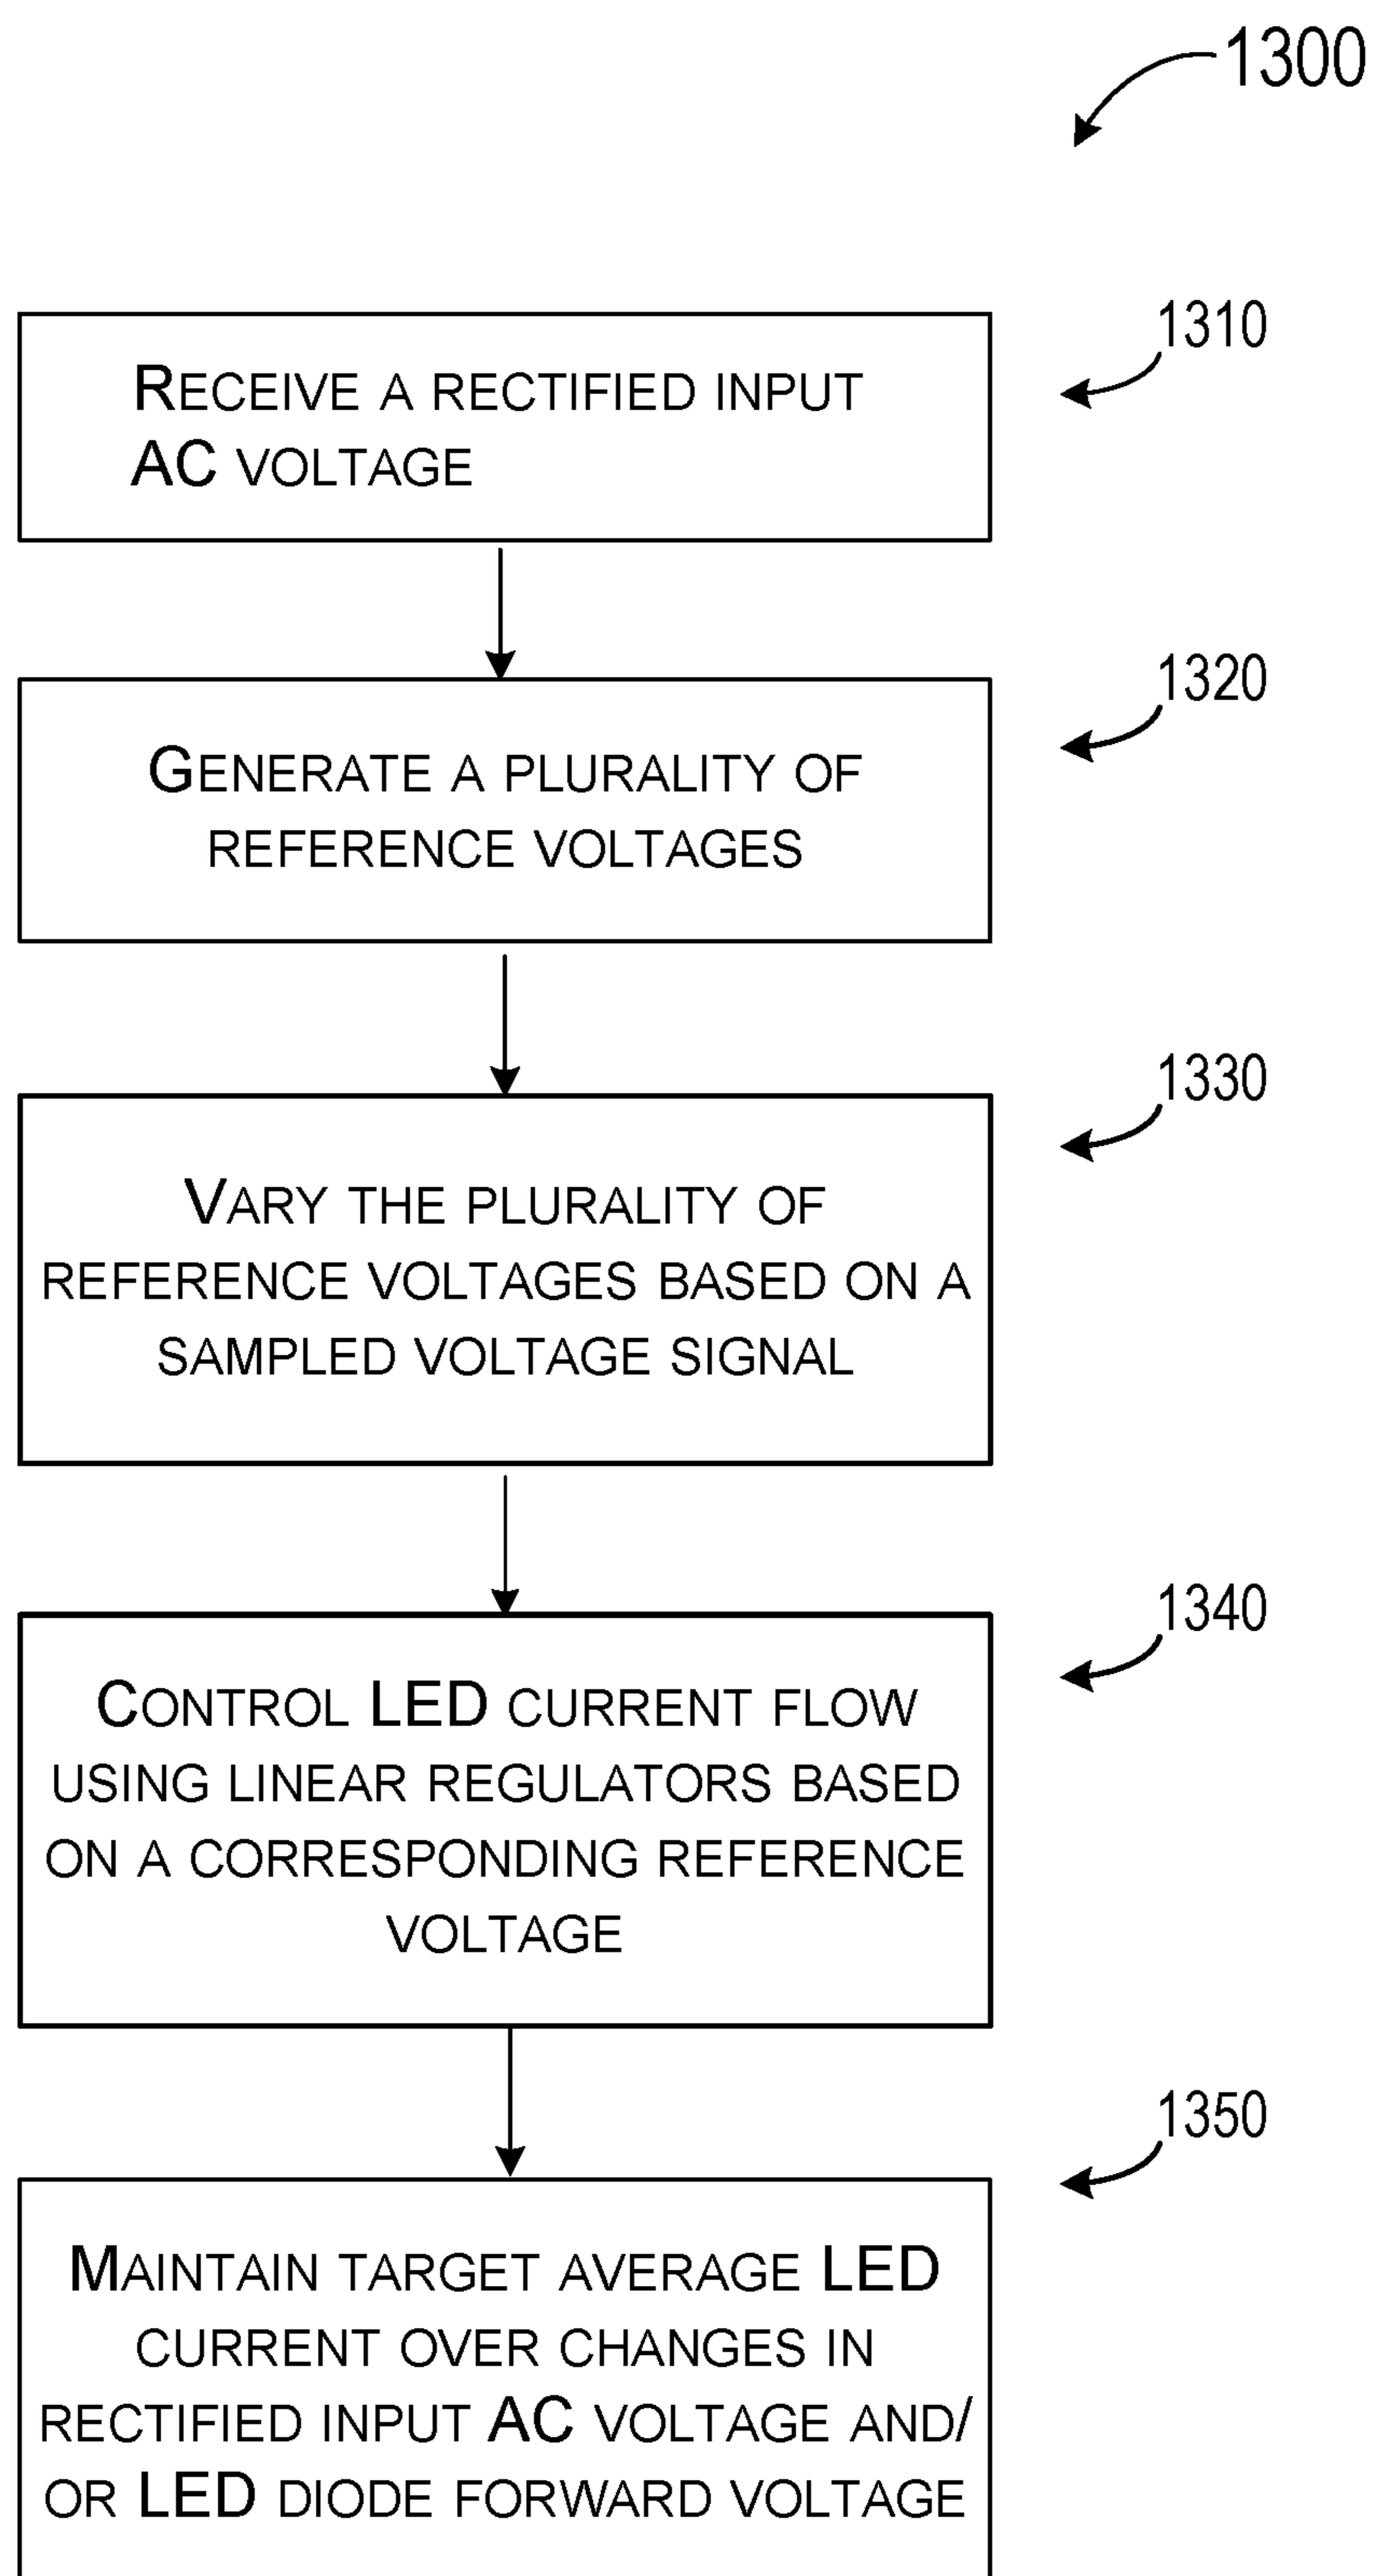 1300
1310
RECEIVE A RECTIFIED INPUT
AC VOLTAGE
1320
GENERATE A PLURALITY OF
REFERENCE VOLTAGES
1330
VARY THE PLURALITY OF
REFERENCE VOLTAGES BASED ON A
SAMPLED VOLTAGE SIGNAL
1340
CONTROL LED CURRENT FLOW
USING LINEAR REGULATORS BASED
ON A CORRESPONDING REFERENCE
VOLTAGE
1350
MAINTAIN TARGET AVERAGE LED
CURRENT OVER CHANGES IN
RECTIFIED INPUT AC VOLTAGE AND/
OR LED DIODE FORWARD VOLTAGE